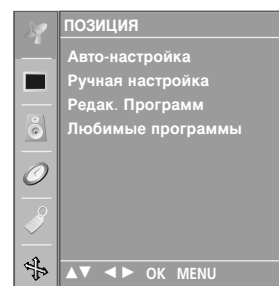 ПОЗИЦИЯ
Авто-настройка
Ручная настройка
Редак. Программ
Любимые программы
▲▼ ◄► OK MENU